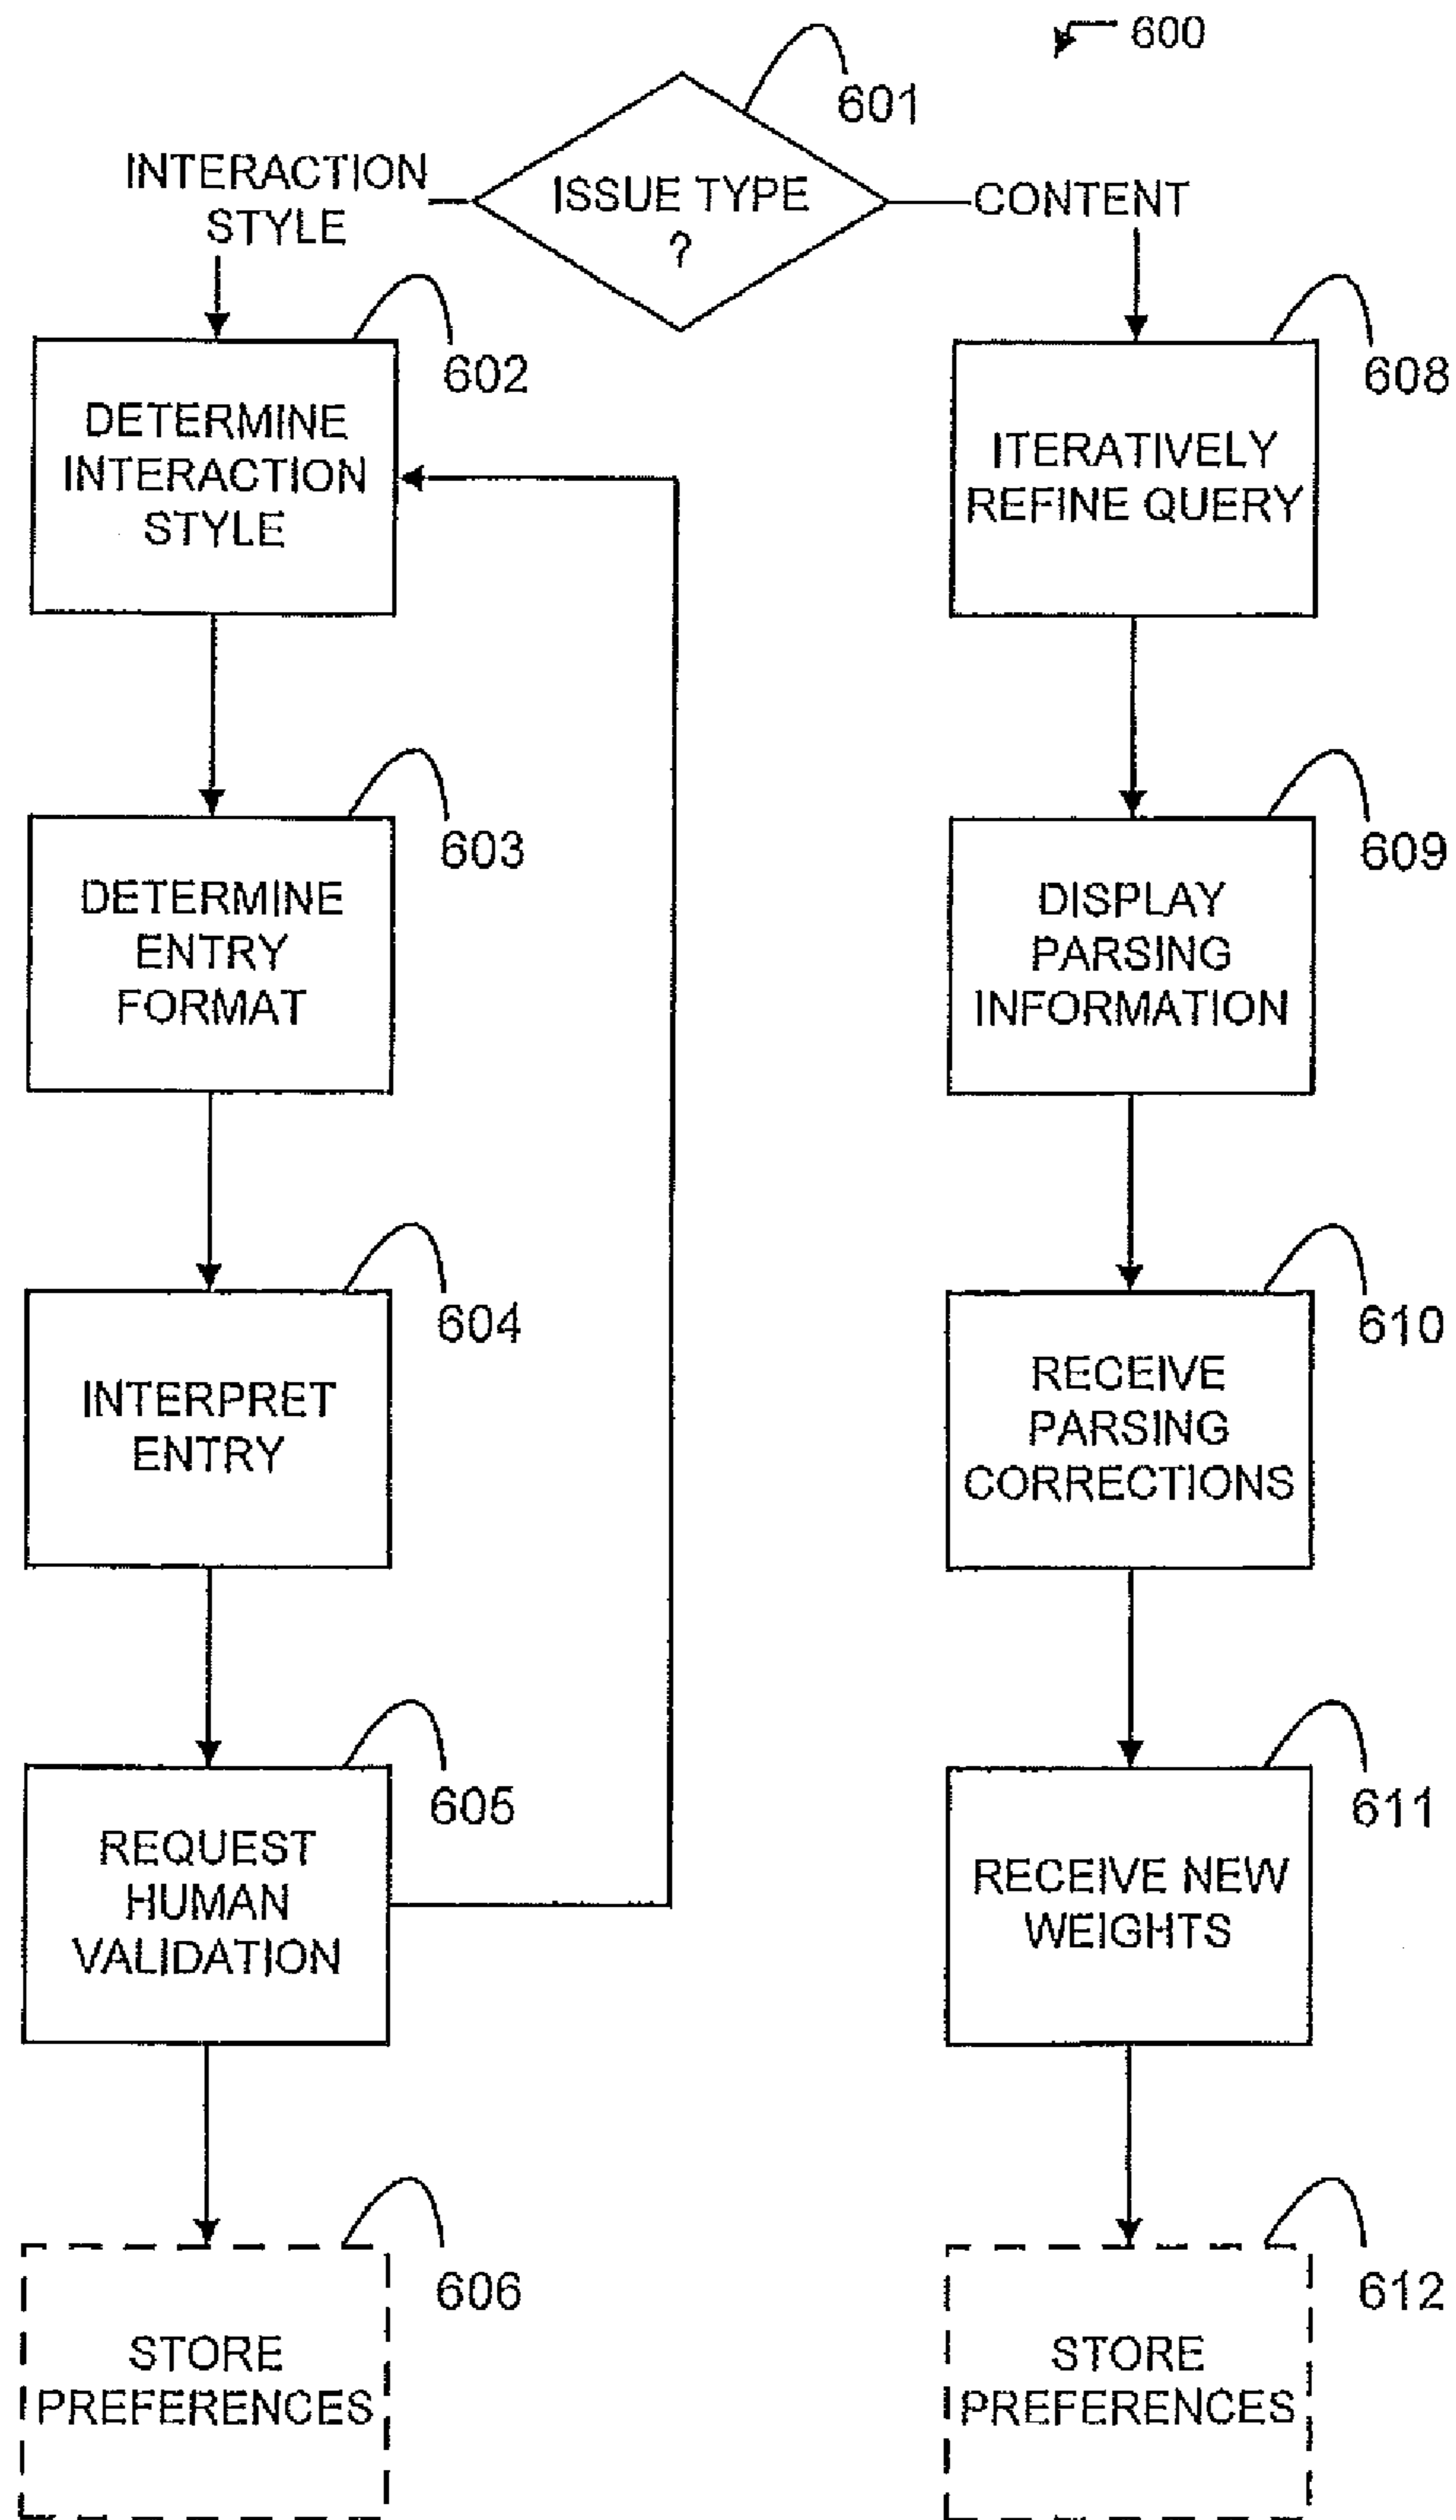 600
601
ISSUE TYPE
?
INTERACTION
STYLE
CONTENT
602
DETERMINE
INTERACTION
STYLE
603
DETERMINE
ENTRY
FORMAT
604
INTERPRET
ENTRY
605
REQUEST
HUMAN
VALIDATION
606
STORE
PREFERENCES
608
ITERATIVELY
REFINE QUERY
609
DISPLAY
PARSING
INFORMATION
610
RECEIVE
PARSING
CORRECTIONS
611
RECEIVE NEW
WEIGHTS
612
STORE
PREFERENCES